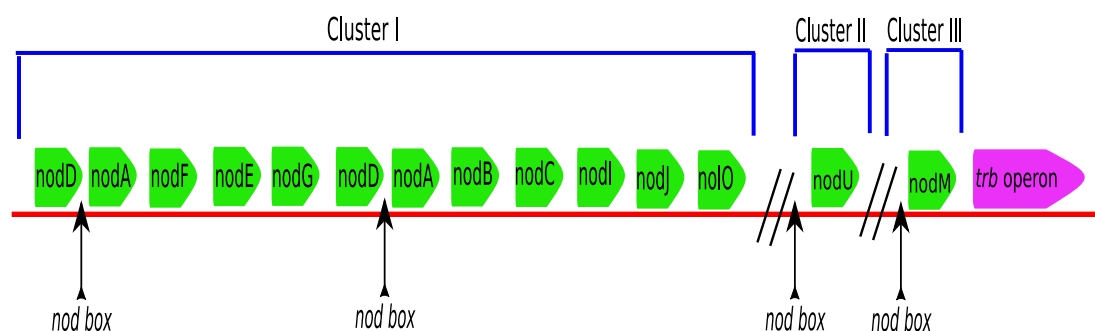 Cluster I
Cluster II
Cluster III
nodD
nodA
nodF
nodE
nodG
nodD
nodA
nodB
nodC
nodI
nodJ
nolO
nodU
nodM
trb operon
nod box
nod box
nod box
nod box